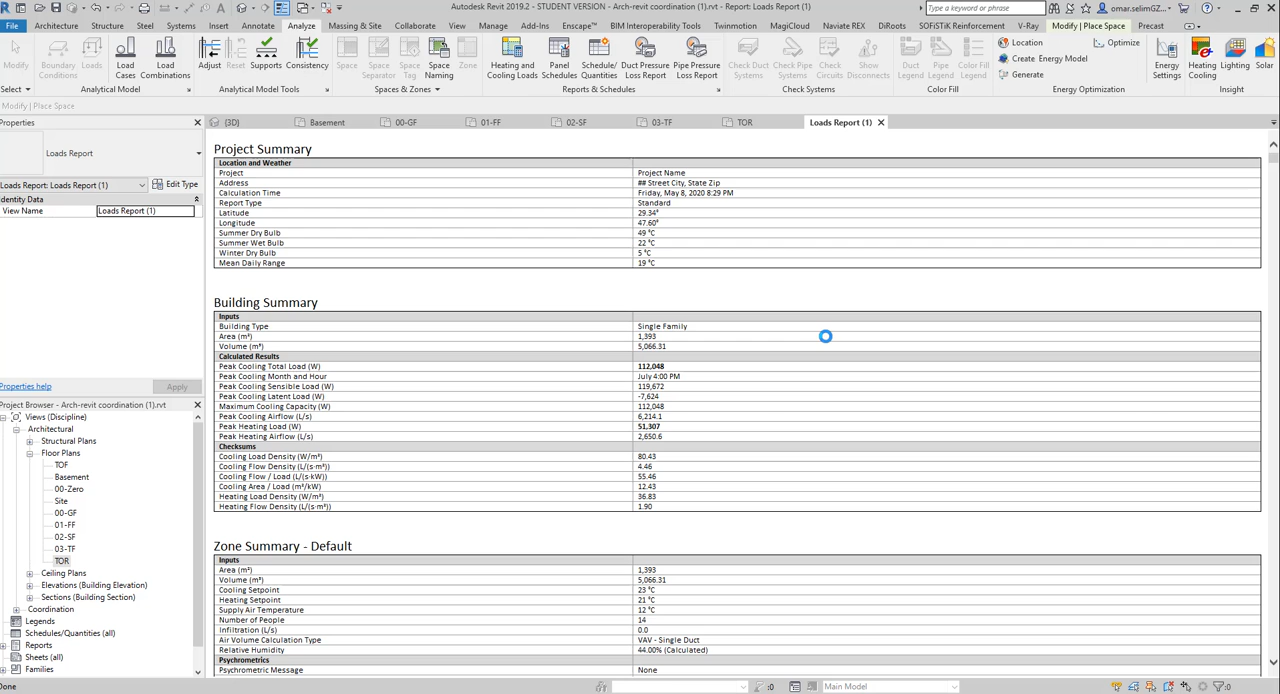 Autodesk Revit 2019.2 - STUDENT VERSION - Arch-revit coordination (1).rvt - Report: Loads Report (1)
Type a keyword or phrase
omar.selimGZ...
File Architecture Structure Steel Systems Insert Annotate Analyze Massing & Site Collaborate View Manage Add-Ins Enscape™ BIM Interoperability Tools Twinmotion MagiCloud Naviate REX DiRoots SOFiSTiK Reinforcement V-Ray Modify | Place Space Precast
Modify
Boundary Conditions
Loads
Load Cases
Load Combinations
Adjust
Reset
Supports
Consistency
Space
Space Separator
Space Tag
Space Naming
Heating and Cooling Loads
Panel Schedules
Schedule/ Quantities
Duct Pressure Loss Report
Pipe Pressure Loss Report
Check Duct Systems
Check Pipe Systems
Check Circuits
Show Disconnects
Duct Legend
Pipe Legend
Color Fill Legend
Location
Optimize
Create Energy Model
Generate
Energy Settings
Heating Cooling
Lighting
Solar
Select
Analytical Model
Analytical Model Tools
Spaces & Zones
Reports & Schedules
Check Systems
Color Fill
Energy Optimization
Insight
Modify | Place Space
Properties
{3D} Basement 00-GF 01-FF 02-SF 03-TF TOR Loads Report (1)
Loads Report
Loads Report: Loads Report (1) Edit Type
Identity Data
View Name Loads Report (1)
Properties help Apply
Project Browser - Arch-revit coordination (1).rvt
Views (Discipline)
Architectural
Structural Plans
Floor Plans
TOF
Basement
00-Zero
Site
00-GF
01-FF
02-SF
03-TF
TOR
Ceiling Plans
Elevations (Building Elevation)
Sections (Building Section)
Coordination
Legends
Schedules/Quantities (all)
Reports
Sheets (all)
Families
Project Summary
Location and Weather
Project Project Name
Address ## Street City, State Zip
Calculation Time Friday, May 8, 2020 8:29 PM
Report Type Standard
Latitude 29.34°
Longitude 47.60°
Summer Dry Bulb 49 °C
Summer Wet Bulb 22 °C
Winter Dry Bulb 5 °C
Mean Daily Range 19 °C
Building Summary
Inputs
Building Type Single Family
Area (m²) 1,393
Volume (m³) 5,066.31
Calculated Results
Peak Cooling Total Load (W) 112,048
Peak Cooling Month and Hour July 4:00 PM
Peak Cooling Sensible Load (W) 119,672
Peak Cooling Latent Load (W) -7,624
Maximum Cooling Capacity (W) 112,048
Peak Cooling Airflow (L/s) 6,214.1
Peak Heating Load (W) 51,307
Peak Heating Airflow (L/s) 2,650.6
Checksums
Cooling Load Density (W/m²) 80.43
Cooling Flow Density (L/(s·m²)) 4.46
Cooling Flow / Load (L/(s·kW)) 55.46
Cooling Area / Load (m²/kW) 12.43
Heating Load Density (W/m²) 36.83
Heating Flow Density (L/(s·m²)) 1.90
Zone Summary - Default
Inputs
Area (m²) 1,393
Volume (m³) 5,066.31
Cooling Setpoint 23 °C
Heating Setpoint 21 °C
Supply Air Temperature 12 °C
Number of People 14
Infiltration (L/s) 0.0
Air Volume Calculation Type VAV - Single Duct
Relative Humidity 44.00% (Calculated)
Psychrometrics
Psychrometric Message None
Done
:0
Main Model
:0